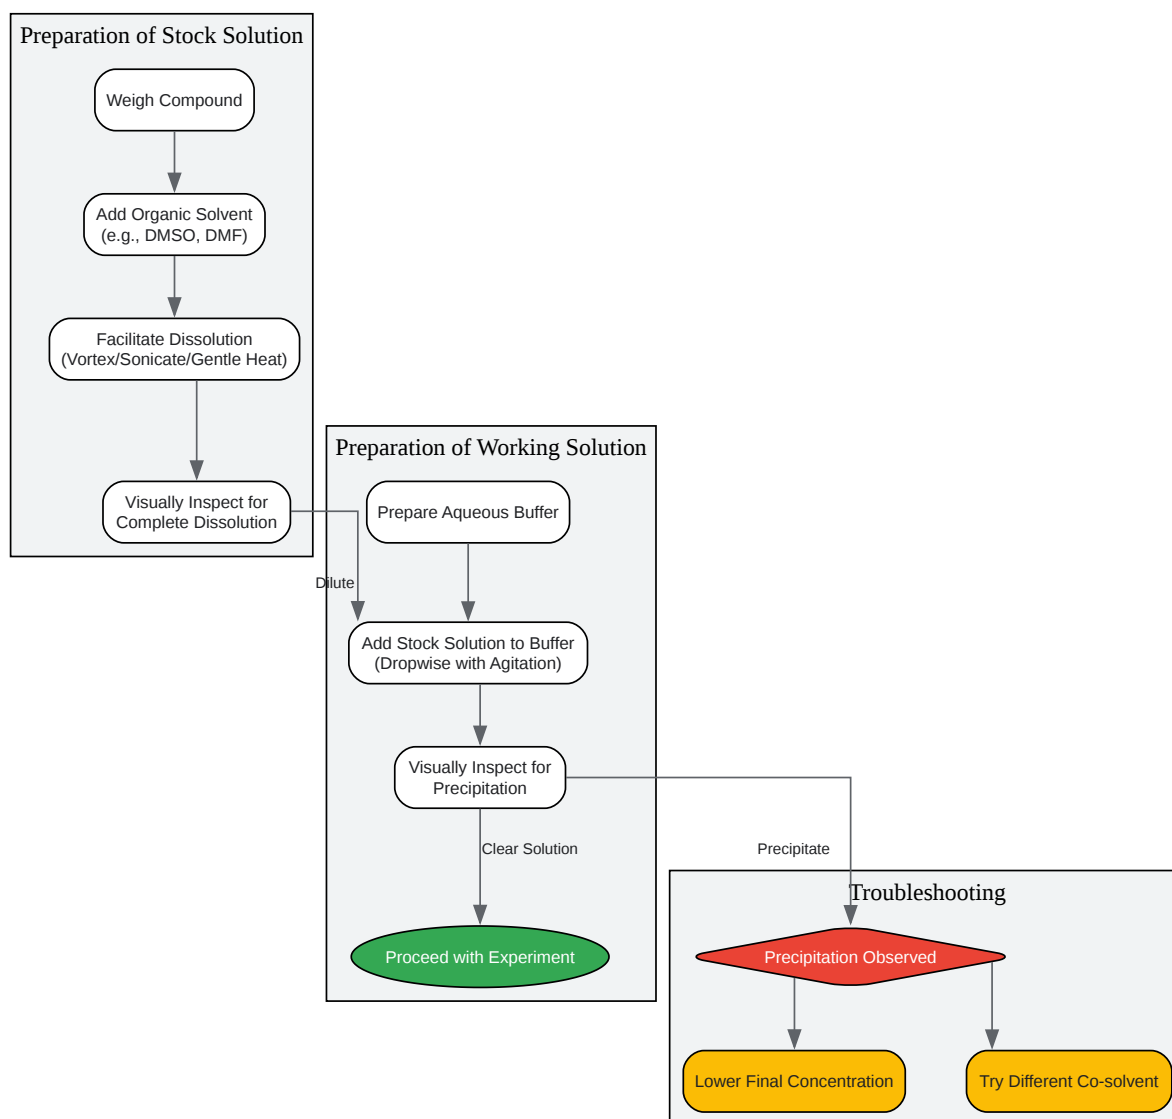 Preparation of Stock Solution
Weigh Compound
Add Organic Solvent
(e.g., DMSO, DMF)
Facilitate Dissolution
(Vortex/Sonicate/Gentle Heat)
Visually Inspect for
Complete Dissolution
Dilute
Preparation of Working Solution
Prepare Aqueous Buffer
Add Stock Solution to Buffer
(Dropwise with Agitation)
Visually Inspect for
Precipitation
Clear Solution
Precipitate
Proceed with Experiment
Troubleshooting
Precipitation Observed
Lower Final Concentration
Try Different Co-solvent